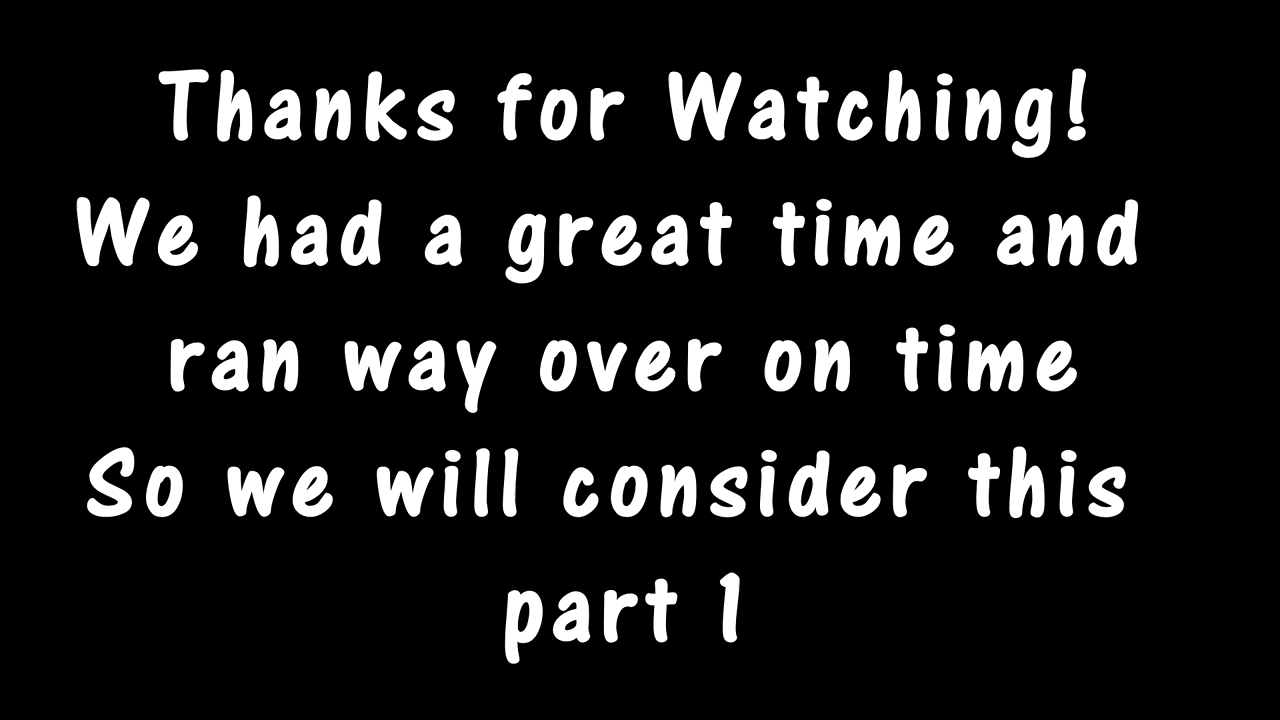 Thanks for Watching!
We had a great time and
ran way over on time
So we will consider this
part 1